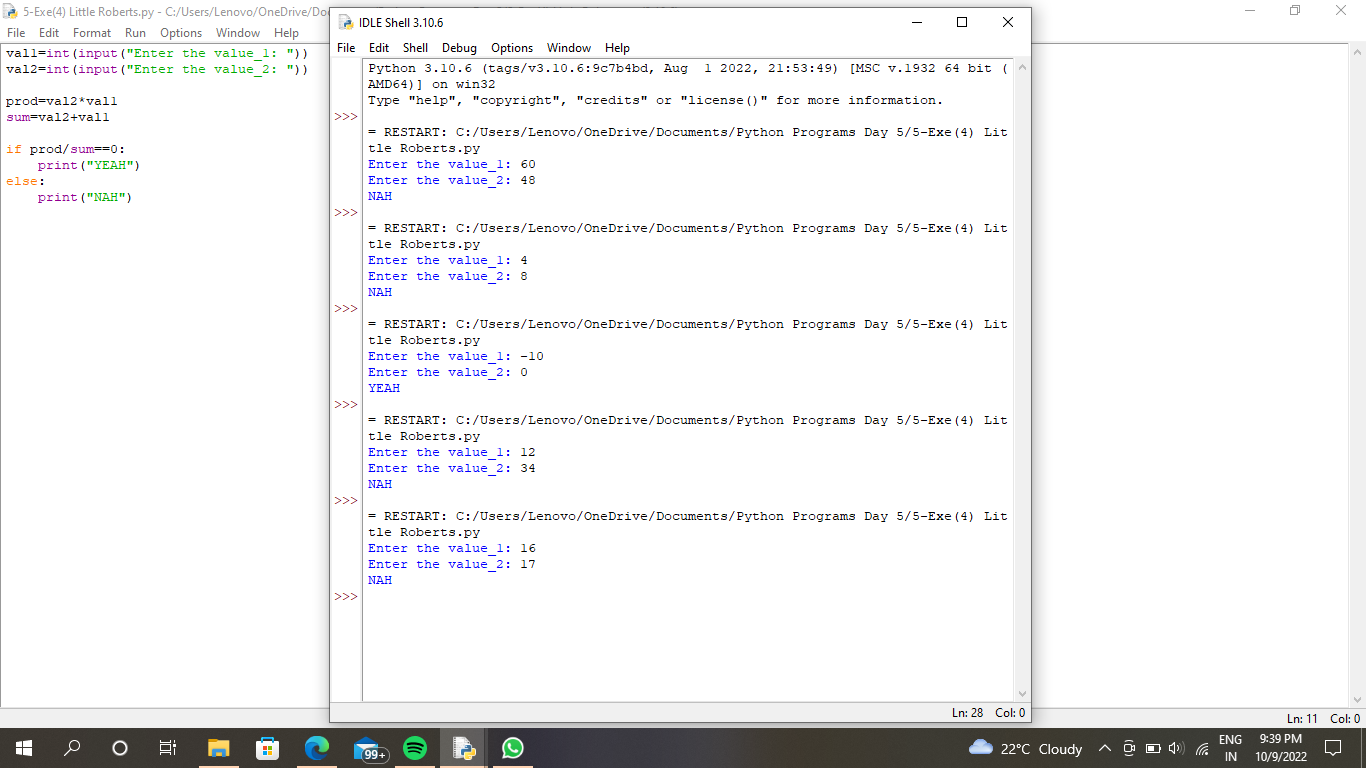 5-Exe(4) Little Roberts.py - C:/Users/Lenovo/OneDrive/Do
File Edit Format Run Options Window Help
val1=int(input("Enter the value_1: "))
val2=int(input("Enter the value_2: "))
prod=val2*val1
sum=val2+val1
if prod/sum==0:
    print("YEAH")
else:
    print("NAH")
IDLE Shell 3.10.6
File Edit Shell Debug Options Window Help
Python 3.10.6 (tags/v3.10.6:9c7b4bd, Aug  1 2022, 21:53:49) [MSC v.1932 64 bit (
AMD64)] on win32
Type "help", "copyright", "credits" or "license()" for more information.
>>>
= RESTART: C:/Users/Lenovo/OneDrive/Documents/Python Programs Day 5/5-Exe(4) Lit
tle Roberts.py
Enter the value_1: 60
Enter the value_2: 48
NAH
>>>
= RESTART: C:/Users/Lenovo/OneDrive/Documents/Python Programs Day 5/5-Exe(4) Lit
tle Roberts.py
Enter the value_1: 4
Enter the value_2: 8
NAH
>>>
= RESTART: C:/Users/Lenovo/OneDrive/Documents/Python Programs Day 5/5-Exe(4) Lit
tle Roberts.py
Enter the value_1: -10
Enter the value_2: 0
YEAH
>>>
= RESTART: C:/Users/Lenovo/OneDrive/Documents/Python Programs Day 5/5-Exe(4) Lit
tle Roberts.py
Enter the value_1: 12
Enter the value_2: 34
NAH
>>>
= RESTART: C:/Users/Lenovo/OneDrive/Documents/Python Programs Day 5/5-Exe(4) Lit
tle Roberts.py
Enter the value_1: 16
Enter the value_2: 17
NAH
>>>
Ln: 28 Col: 0
Ln: 11 Col: 0
99+
22°C Cloudy
ENG
IN
9:39 PM
10/9/2022